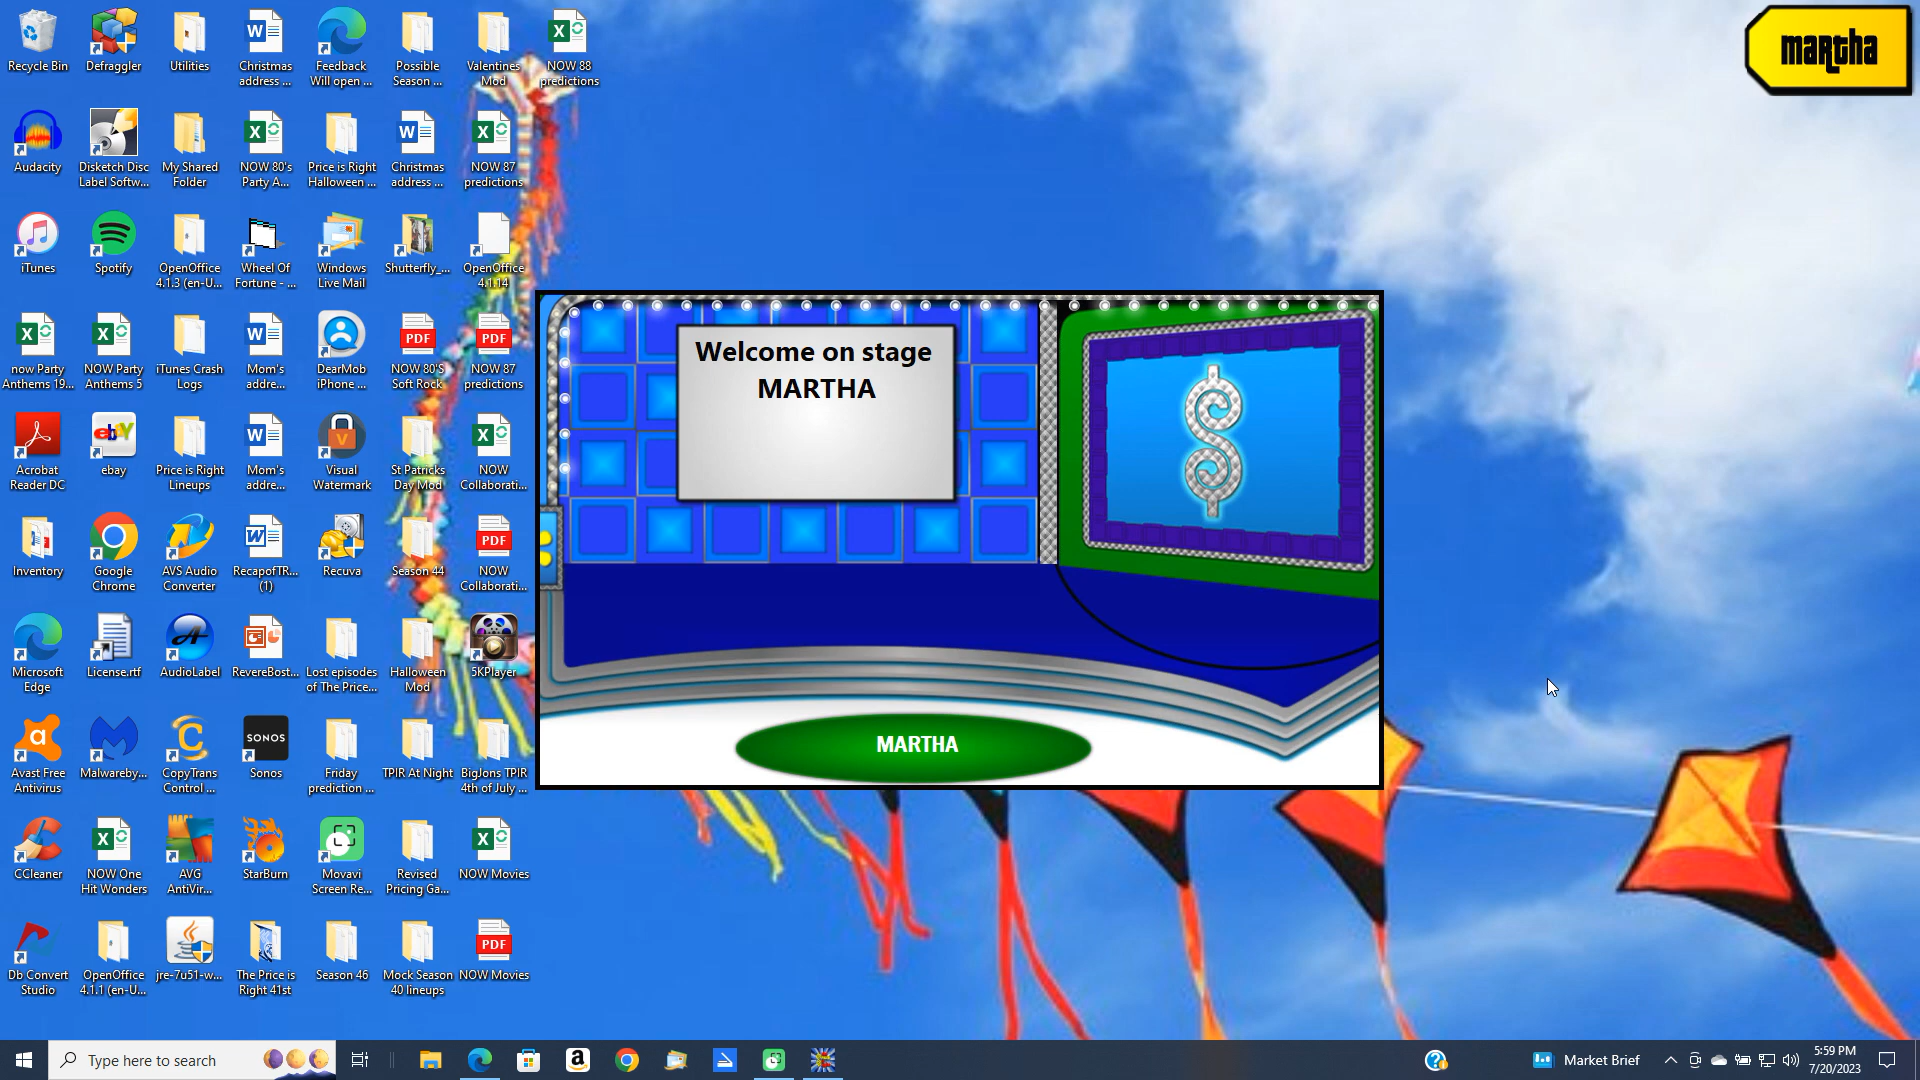 Recycle Bin
Defraggler
Utilities
Christmas
address ...
Feedback
Will open ...
Possible
Season ...
Valentines
Mod
NOW 88
predictions
martha
Audacity
Disketch Disc
Label Softw...
My Shared
Folder
NOW 80's
Party A...
Price is Right
Halloween ...
Christmas
address ...
NOW 87
predictions
iTunes
Spotify
OpenOffice
4.1.3 (en-U...
Wheel Of
Fortune - ...
Windows
Live Mail
Shutterfly_...
OpenOffice
4.1.14
now Party
Anthems 19...
NOW Party
Anthems 5
iTunes Crash
Logs
Mom's
addre...
DearMob
iPhone ...
PDF
NOW 80'S
Soft Rock
PDF
NOW 87
predictions
Welcome on stage
MARTHA
Acrobat
Reader DC
ebay
ebay
Price is Right
Lineups
Mom's
addre...
Visual
Watermark
St Patricks
Day Mod
NOW
Collaborati...
Inventory
Google
Chrome
AVS Audio
Converter
RecapofTR...
(1)
Recuva
Season 44
PDF
NOW
Collaborati...
Microsoft
Edge
License.rtf
AudioLabel
RevereBost...
Lost episodes
of The Price...
Halloween
Mod
5KPlayer
MARTHA
Avast Free
Antivirus
Malwareby...
CopyTrans
Control ...
SONOS
Sonos
Friday
prediction ...
TPIR At Night
BigJons TPIR
4th of July ...
CCleaner
NOW One
Hit Wonders
AVG
AntiVir...
StarBurn
Movavi
Screen Re...
Revised
Pricing Ga...
NOW Movies
Db Convert
Studio
OpenOffice
4.1.1 (en-U...
jre-7u51-w...
The Price is
Right 41st
Season 46
Mock Season
40 lineups
PDF
NOW Movies
Type here to search
Market Brief
5:59 PM
7/20/2023